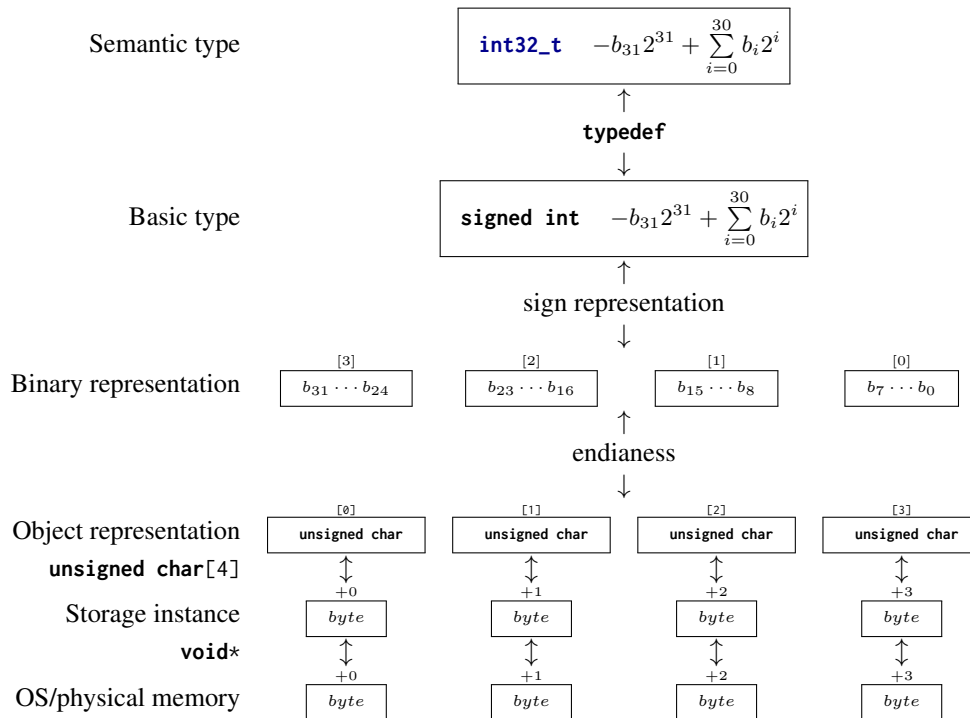 Semantic type int32_t −b₃₁2³¹ + ∑_{i=0}^{30} b_i2^i
typedef
Basic type signed int −b₃₁2³¹ + ∑_{i=0}^{30} b_i2^i
sign representation
[3] [2] [1] [0]
Binary representation b₃₁ ⋯ b₂₄ b₂₃ ⋯ b₁₆ b₁₅ ⋯ b₈ b₇ ⋯ b₀
endianess
[0] [1] [2] [3]
Object representation unsigned char unsigned char unsigned char unsigned char
unsigned char[4]
+0 +1 +2 +3
Storage instance byte byte byte byte
void*
+0 +1 +2 +3
OS/physical memory byte byte byte byte